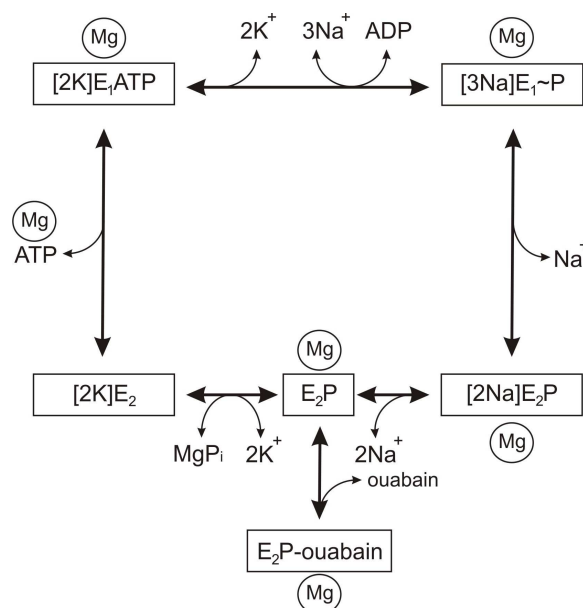 Mg
2K⁺ 3Na⁺ ADP
Mg
[2K]E₁ATP
[3Na]E₁~P
Mg
ATP
Na⁺
Mg
[2K]E₂
E₂P
[2Na]E₂P
MgPᵢ 2K⁺
2Na⁺
Mg
ouabain
E₂P-ouabain
Mg